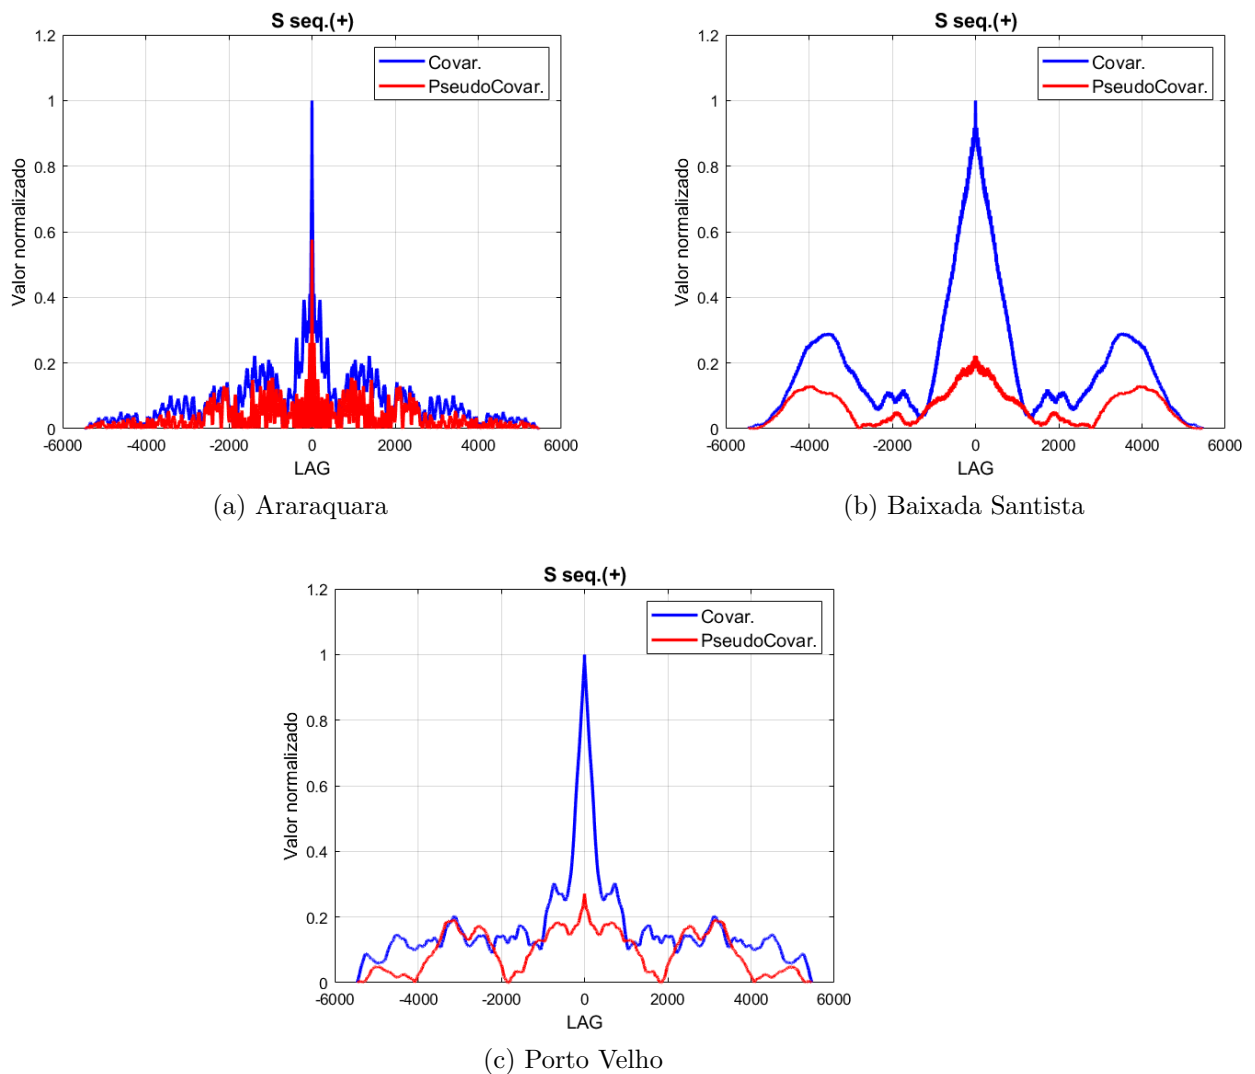 S seq.(+)
1.2
1
0.8
0.6
0.4
0.2
0
Valor normalizado
Covar.
PseudoCovar.
-6000 -4000 -2000 0 2000 4000 6000
LAG
(a) Araraquara
S seq.(+)
1.2
1
0.8
0.6
0.4
0.2
0
Valor normalizado
Covar.
PseudoCovar.
-6000 -4000 -2000 0 2000 4000 6000
LAG
(b) Baixada Santista
S seq.(+)
1.2
1
0.8
0.6
0.4
0.2
0
Valor normalizado
Covar.
PseudoCovar.
-6000 -4000 -2000 0 2000 4000 6000
LAG
(c) Porto Velho